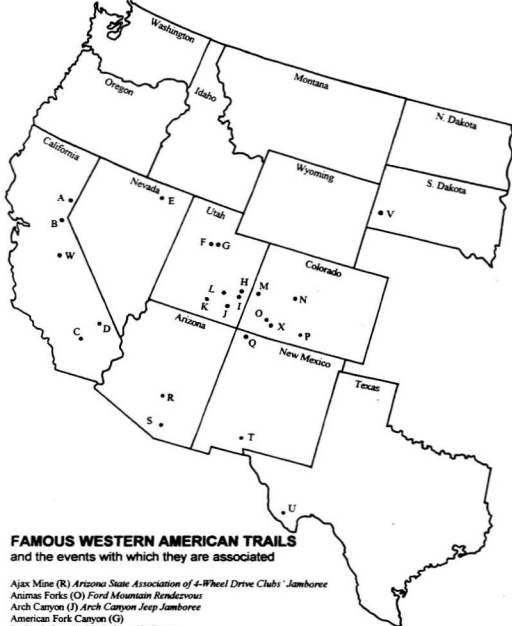 Washington
Montana
N. Dakota
Oregon
Idaho
S. Dakota
California
Wyoming
Nevada
E
A
Utah
V
B
F G
Colorado
W
H M
L
N
I
K J
O
X
D
Arizona
C
P
Q
New Mexico
Texas
R
S
T
U
FAMOUS WESTERN AMERICAN TRAILS
and the events with which they are associated
Ajax Mine (R) Arizona State Association of 4-Wheel Drive Clubs' Jamboree
Animas Forks (O) Ford Mountain Rendezvous
Arch Canyon (J) Arch Canyon Jeep Jamboree
American Fork Canyon (G)